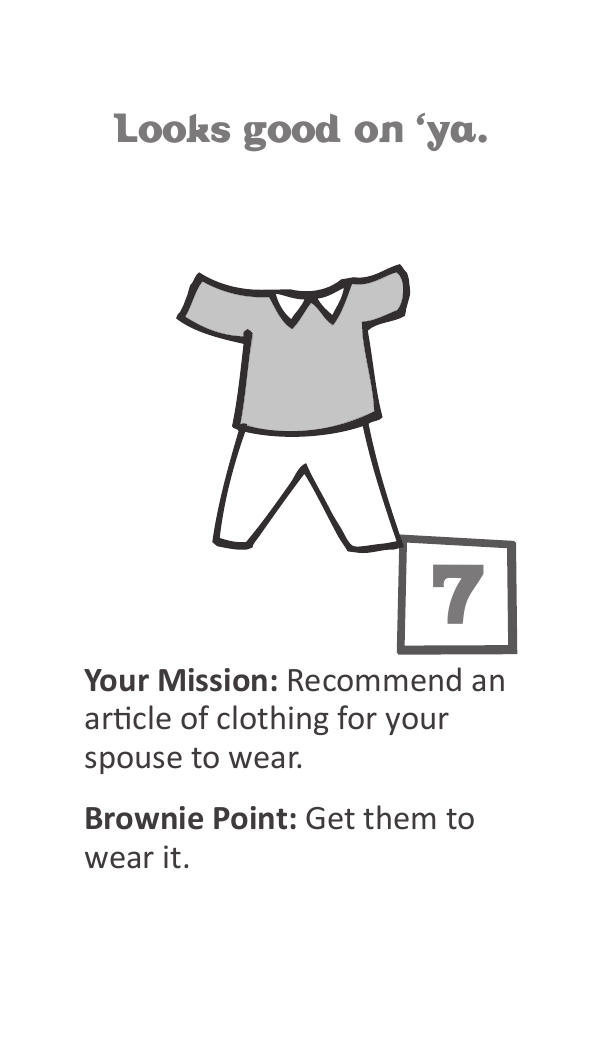 Looks good on ‘ya.
7
Your Mission: Recommend an
article of clothing for your
spouse to wear.
Brownie Point: Get them to
wear it.